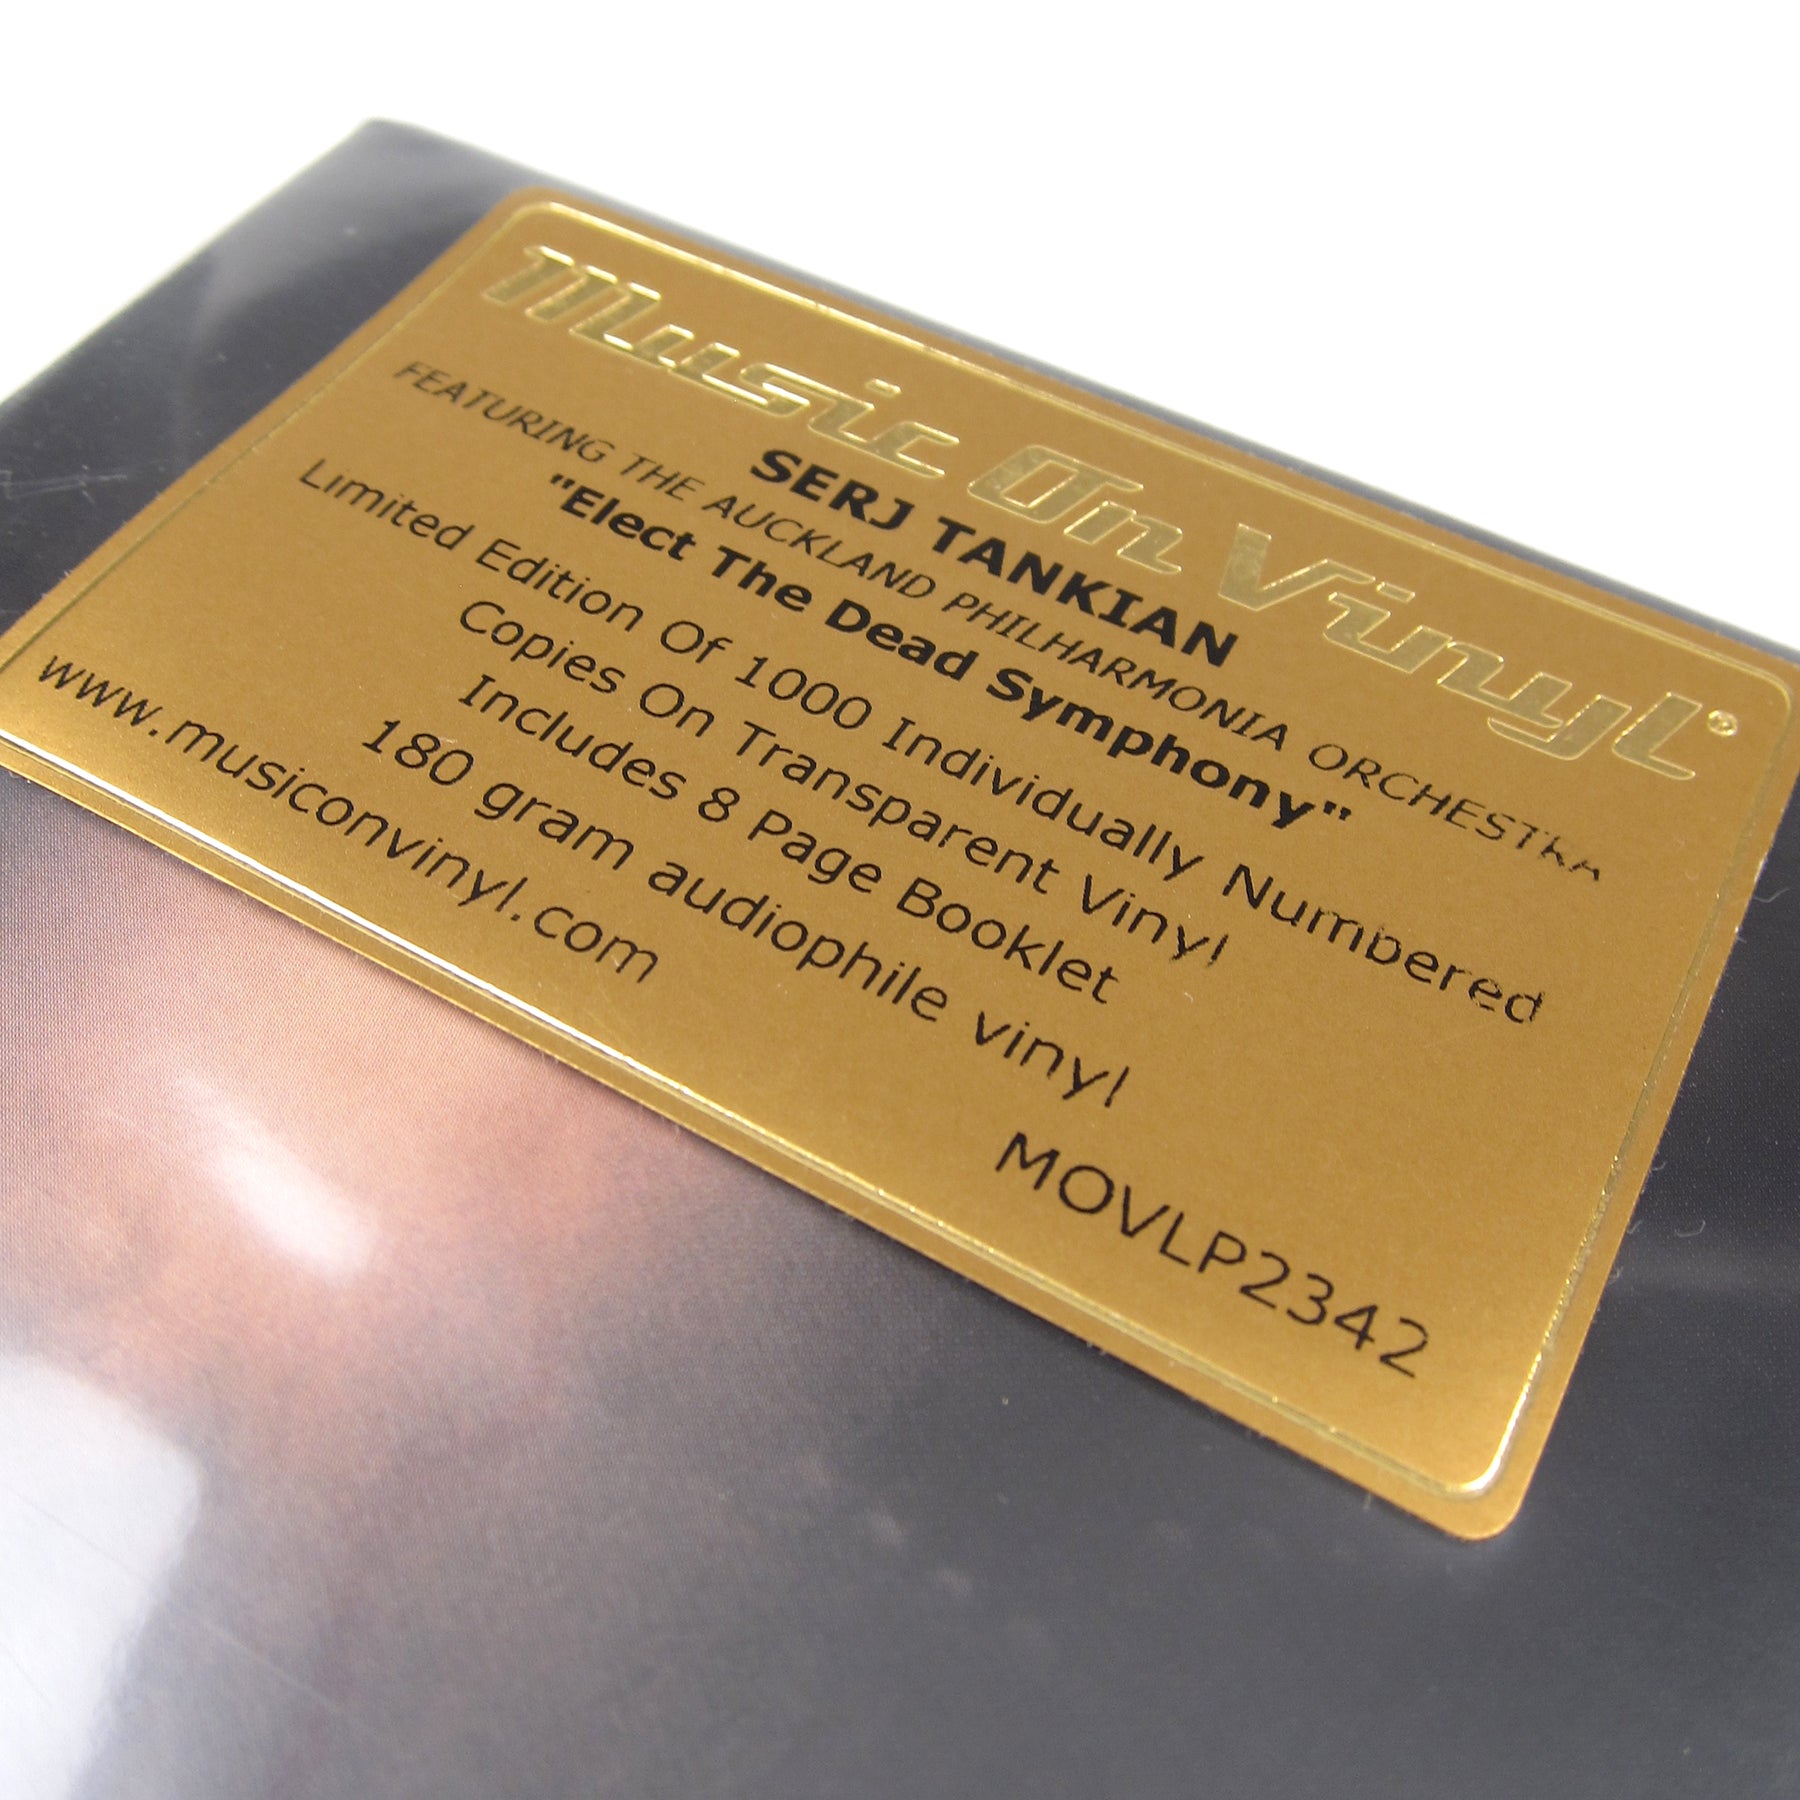 Music On Vinyl®
SERJ TANKIAN
FEATURING THE AUCKLAND PHILHARMONIA ORCHESTRA
"Elect The Dead Symphony"
Limited Edition Of 1000 Individually Numbered
Copies On Transparent Vinyl
Includes 8 Page Booklet
180 gram audiophile vinyl
www.musiconvinyl.com
MOVLP2342